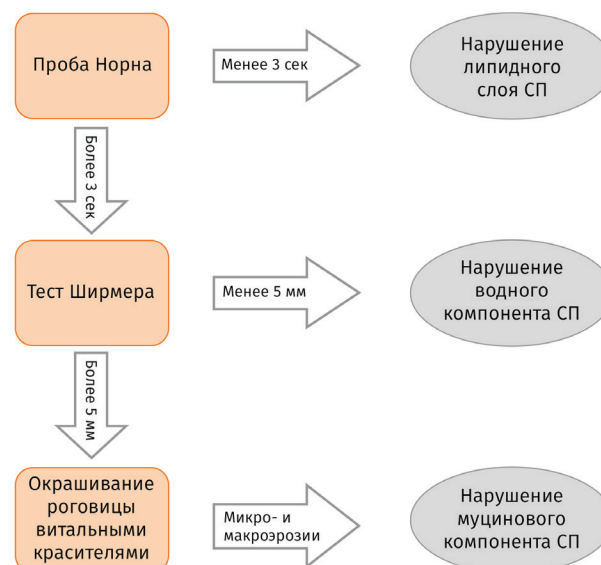 Проба Норна
Менее 3 сек
Нарушение
липидного
слоя СП
Более 3 сек
Тест Ширмера
Менее 5 мм
Нарушение
водного
компонента СП
Более 5 мм
Окрашивание
роговицы
витальными
красителями
Микро- и
макроэрозии
Нарушение
муцинового
компонента СП